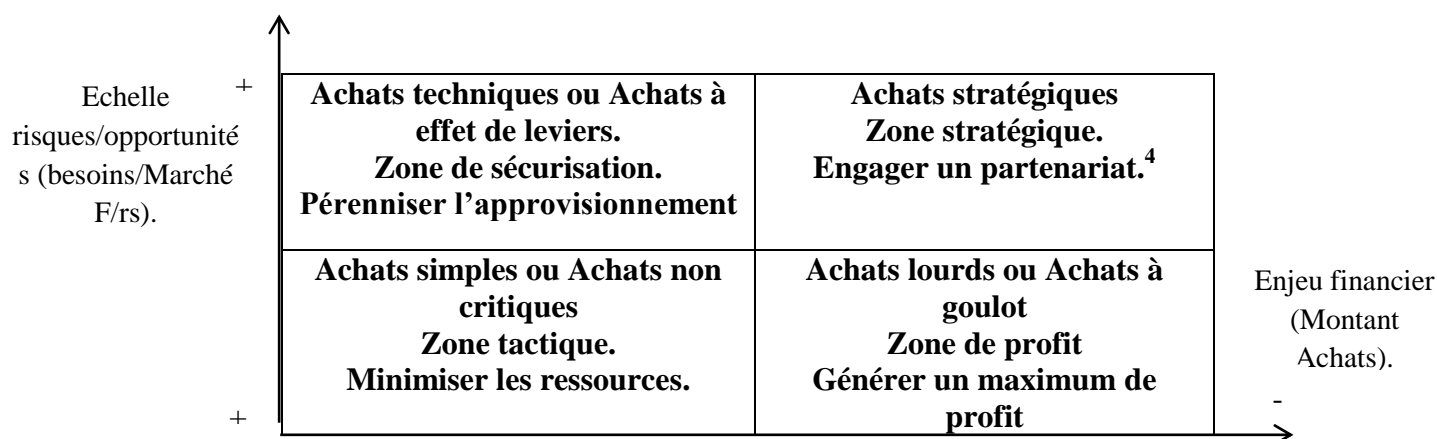 Echelle
risques/opportunité
s (besoins/Marché
F/rs).
+
Achats techniques ou Achats à
effet de leviers.
Zone de sécurisation.
Pérenniser l’approvisionnement
Achats stratégiques
Zone stratégique.
Engager un partenariat.4
Achats simples ou Achats non
critiques
Zone tactique.
Minimiser les ressources.
Achats lourds ou Achats à
goulot
Zone de profit
Générer un maximum de
profit
Enjeu financier
(Montant
Achats).
+
-